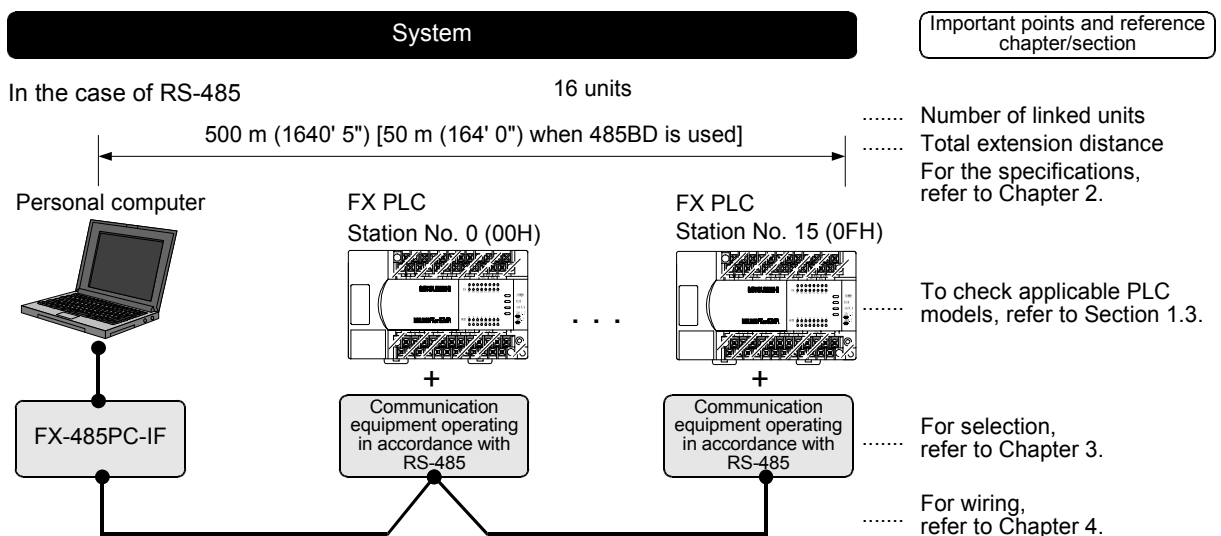 System
Important points and reference
chapter/section
In the case of RS-485
16 units
....... Number of linked units
500 m (1640' 5") [50 m (164' 0") when 485BD is used]
....... Total extension distance
For the specifications,
refer to Chapter 2.
Personal computer
FX PLC
Station No. 0 (00H)
FX PLC
Station No. 15 (0FH)
MITSUBISHI
MITSUBISHI
. . .
....... To check applicable PLC
models, refer to Section 1.3.
+
+
FX-485PC-IF
Communication
equipment operating
in accordance with
RS-485
Communication
equipment operating
in accordance with
RS-485
....... For selection,
refer to Chapter 3.
....... For wiring,
refer to Chapter 4.